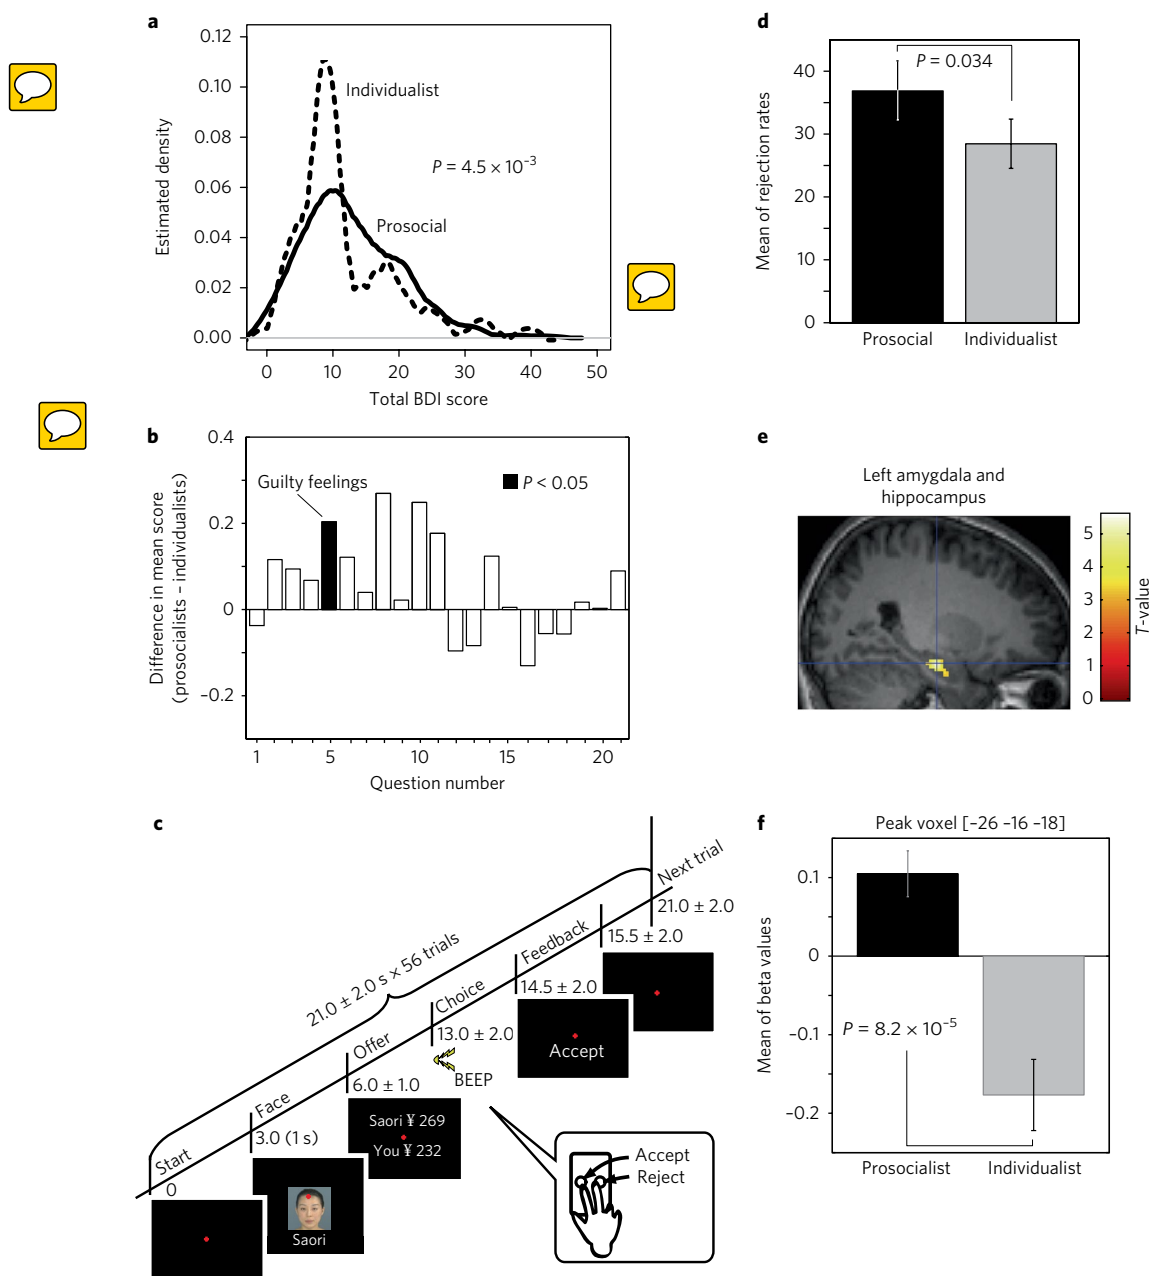 a
0.12
0.10
0.08
0.06
0.04
0.02
0.00
Estimated density
Individualist
P = 4.5 × 10⁻³
Prosocial
0 10 20 30 40 50
Total BDI score
b
0.4
0.2
0
−0.2
Difference in mean score
(prosocialists − individualists)
Guilty feelings
P < 0.05
1 5 10 15 20
Question number
c
21.0 ± 2.0 s × 56 trials
Start
0
Face
3.0 (1 s)
Saori
Offer
6.0 ± 1.0
Saori ¥ 269
You ¥ 232
Choice
13.0 ± 2.0
BEEP
Feedback
14.5 ± 2.0
Accept
15.5 ± 2.0
Next trial
21.0 ± 2.0
Accept
Reject
d
40
30
20
10
0
Mean of rejection rates
P = 0.034
Prosocial Individualist
e
Left amygdala and
hippocampus
5
4
3
2
1
0
T-value
f
Peak voxel [−26 −16 −18]
0.1
0
−0.1
−0.2
Mean of beta values
P = 8.2 × 10⁻⁵
Prosocialist Individualist